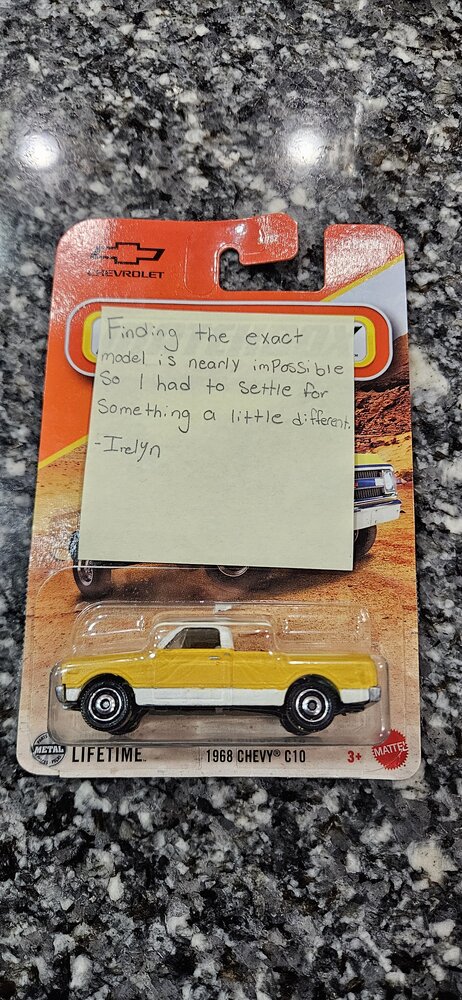 CHEVROLET
Finding the exact
model is nearly impossible
So I had to settle for
something a little different.
-Irelyn
METAL
LIFETIME™
1968 CHEVY® C10
3+
MATTEL